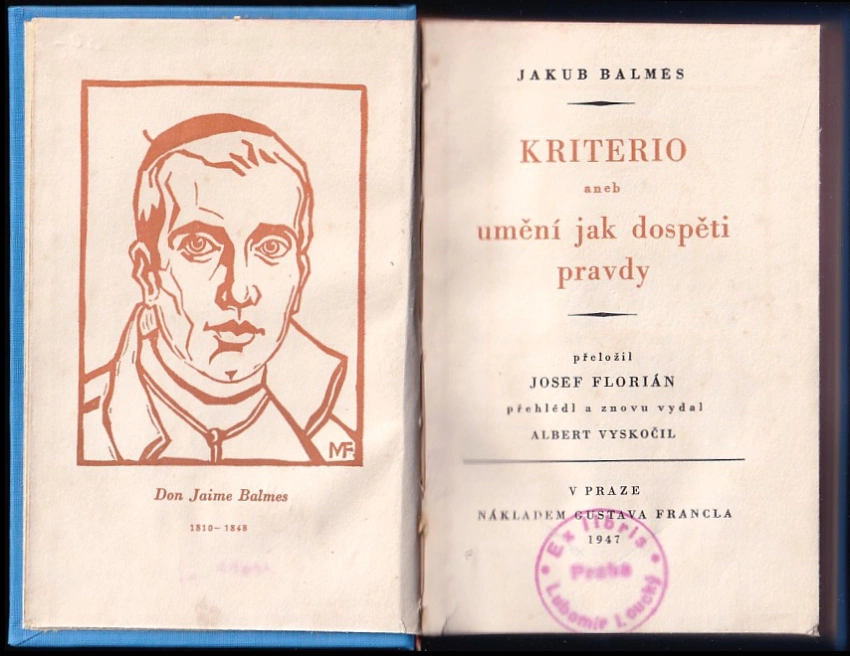 MF
Don Jaime Balmes
1810-1848
JAKUB BALMES
KRITERIO
aneb
umění jak dospěti
pravdy
přeložil
JOSEF FLORIÁN
přehlédl a znovu vydal
ALBERT VYSKOČIL
V PRAZE
NÁKLADEM GUSTAVA FRANCLA
1947
Ex libris
Praha
Lubomír Loucký